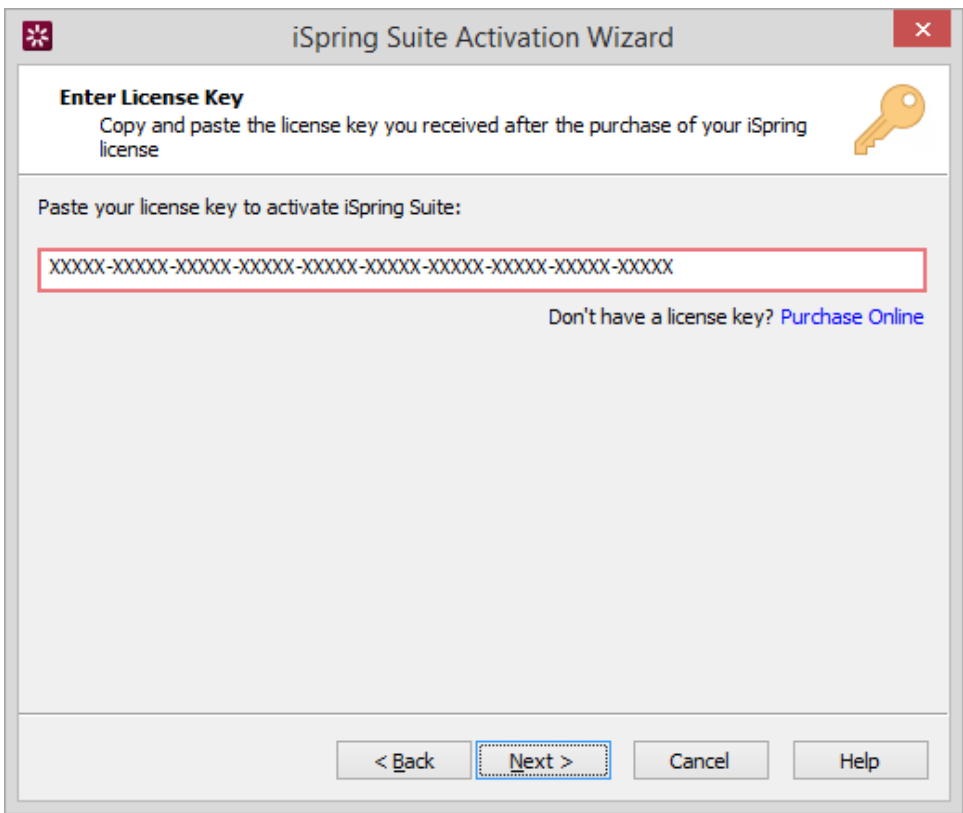 iSpring Suite Activation Wizard
Enter License Key
Copy and paste the license key you received after the purchase of your iSpring
license
Paste your license key to activate iSpring Suite:
XXXXX-XXXXX-XXXXX-XXXXX-XXXXX-XXXXX-XXXXX-XXXXX-XXXXX-XXXXX
Don't have a license key? Purchase Online
< Back Next > Cancel Help